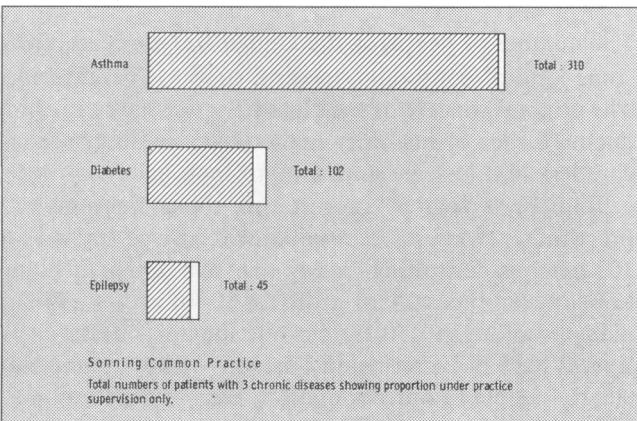 Asthma
Total : 310
Diabetes
Total : 102
Epilepsy
Total : 45
Sonning Common Practice
Total numbers of patients with 3 chronic diseases showing proportion under practice
supervision only.